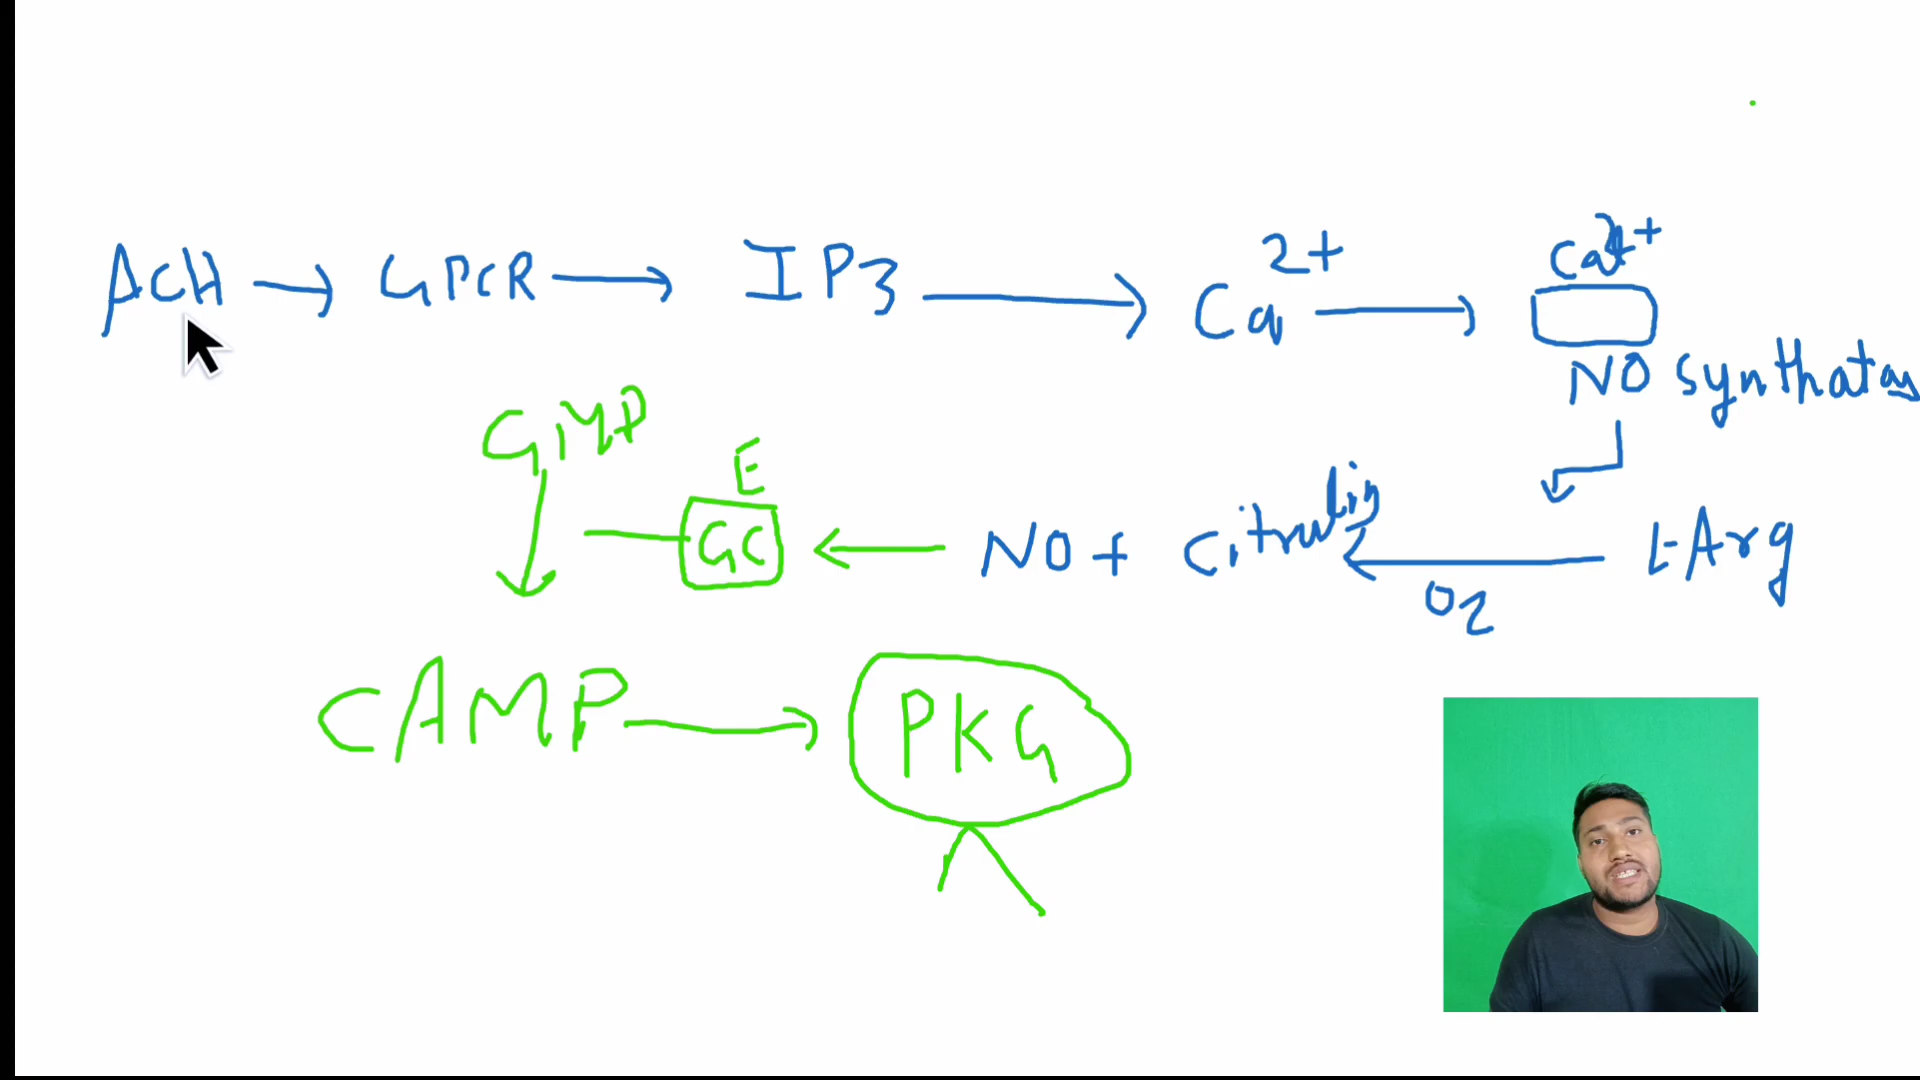 ACH → GPCR → IP3 → Ca2+ → Ca2+
NO synthatas
GMP
E
GC ← NO + Citrulin ← L-Arg
O2
CAMP → PKG